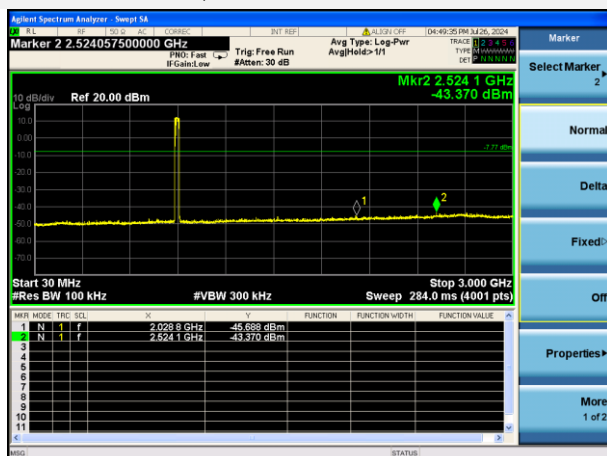 Agilent Spectrum Analyzer - Swept SA
RL RF 50 Ω AC CORREC INT REF ALIGN OFF 04:49:35 PM Jul 26, 2024
Marker 2 2.524057500000 GHz
PNO: Fast
IFGain:Low
Trig: Free Run
#Atten: 30 dB
Avg Type: Log-Pwr
Avg|Hold:>1/1
TRACE 1 2 3 4 5 6
TYPE
DET P N N N N N
Mkr2 2.524 1 GHz
-43.370 dBm
10 dB/div Ref 20.00 dBm
Log
10.0
0.00
-7.77 dBm
-10.0
-20.0
-30.0
-40.0
-50.0
-60.0
-70.0
1
2
Start 30 MHz
Stop 3.000 GHz
#Res BW 100 kHz #VBW 300 kHz Sweep 284.0 ms (4001 pts)
MKR MODE TRC SCL X Y FUNCTION FUNCTION WIDTH FUNCTION VALUE
1 N 1 f 2.028 8 GHz -45.688 dBm
2 N 1 f 2.524 1 GHz -43.370 dBm
3
4
5
6
7
8
9
10
11
MSG STATUS
Marker
Select Marker
2
Normal
Delta
Fixed
Off
Properties
More
1 of 2